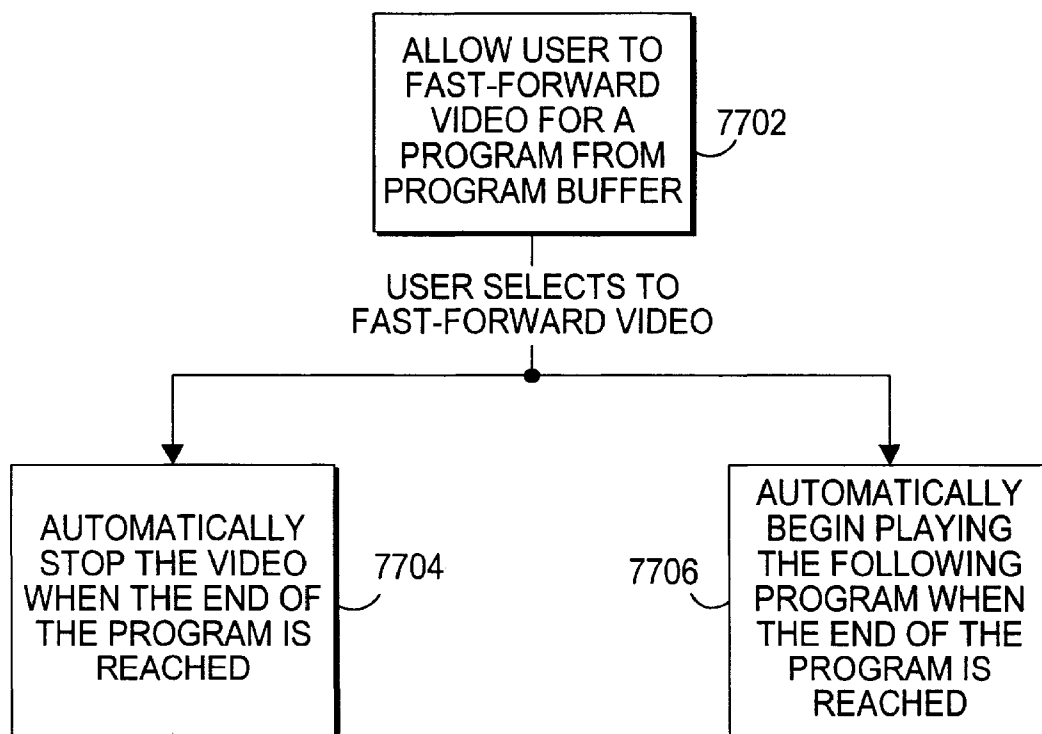 ALLOW USER TO
FAST-FORWARD
VIDEO FOR A
PROGRAM FROM
PROGRAM BUFFER
7702
USER SELECTS TO
FAST-FORWARD VIDEO
AUTOMATICALLY
STOP THE VIDEO
WHEN THE END OF
THE PROGRAM IS
REACHED
7704
7706
AUTOMATICALLY
BEGIN PLAYING
THE FOLLOWING
PROGRAM WHEN
THE END OF THE
PROGRAM IS
REACHED